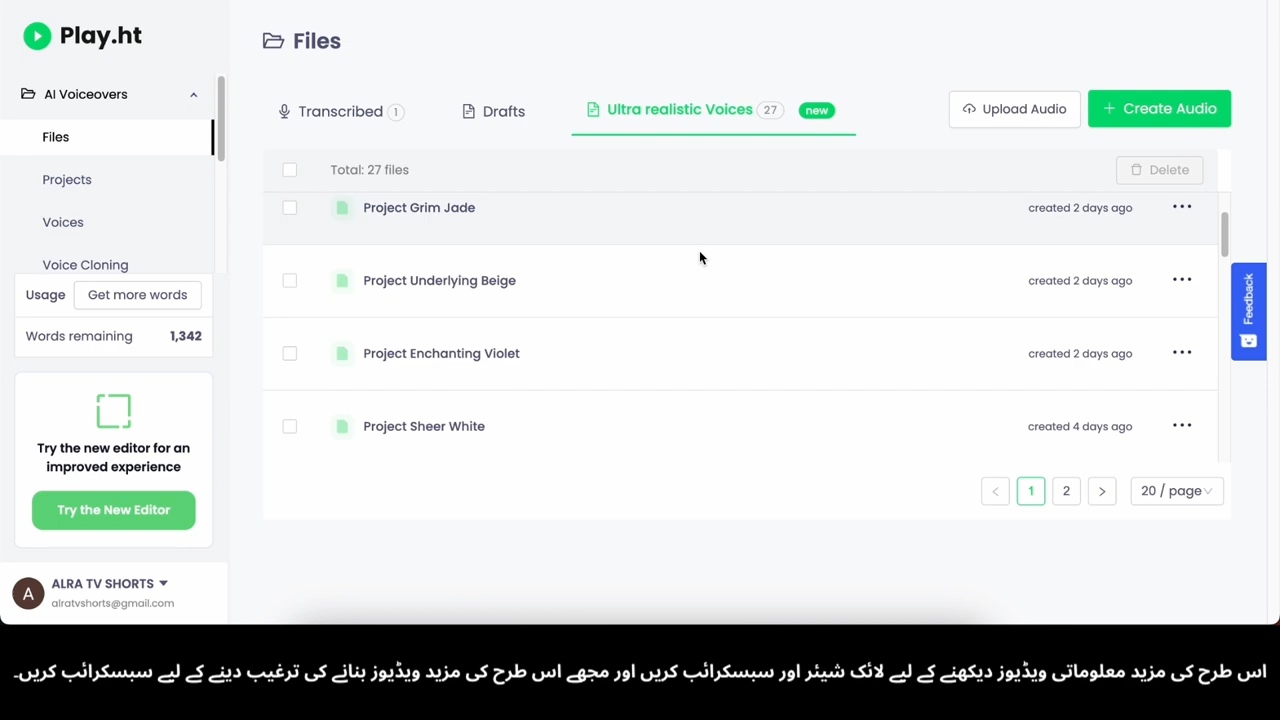 Play.ht
Files
AI Voiceovers
Transcribed 1
Drafts
Ultra realistic Voices 27 new
Upload Audio
+ Create Audio
Files
Projects
Voices
Voice Cloning
Total: 27 files
Delete
Project Grim Jade
created 2 days ago
Project Underlying Beige
created 2 days ago
Project Enchanting Violet
created 2 days ago
Project Sheer White
created 4 days ago
Usage
Get more words
Words remaining 1,342
Feedback
Try the new editor for an
improved experience
Try the New Editor
< 1 2 > 20 / page
A
ALRA TV SHORTS
alratvshorts@gmail.com
اس طرح کی مزید معلوماتی ویڈیوز دیکھنے کے لیے لائک شیئر اور سبسکرائب کریں اور مجھے اس طرح کی مزید ویڈیوز بنانے کی ترغیب دینے کے لیے سبسکرائب کریں۔